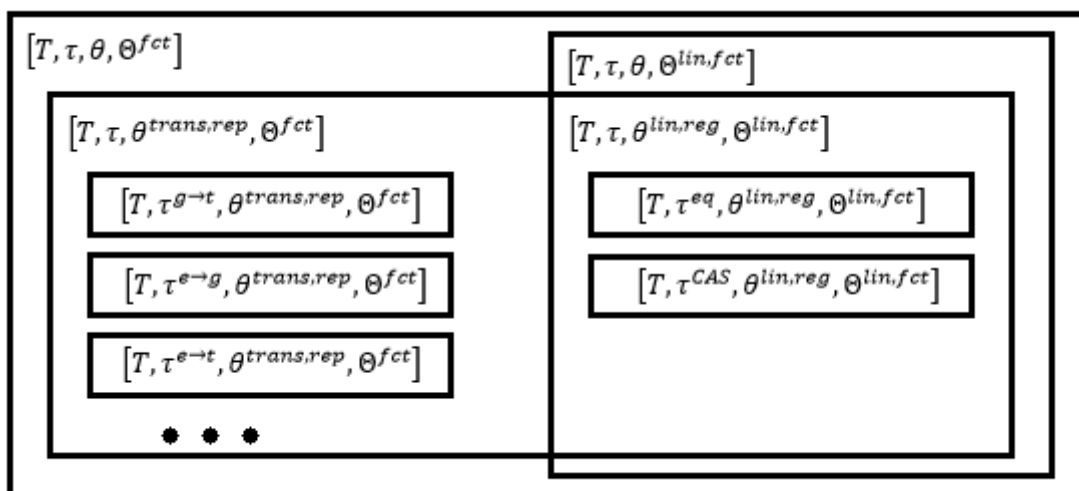 [T, τ, θ, Θ^{fct}]
[T, τ, θ, Θ^{lin,fct}]
[T, τ, θ^{trans,rep}, Θ^{fct}]
[T, τ, θ^{lin,reg}, Θ^{lin,fct}]
[T, τ^{g→t}, θ^{trans,rep}, Θ^{fct}]
[T, τ^{eq}, θ^{lin,reg}, Θ^{lin,fct}]
[T, τ^{e→g}, θ^{trans,rep}, Θ^{fct}]
[T, τ^{CAS}, θ^{lin,reg}, Θ^{lin,fct}]
[T, τ^{e→t}, θ^{trans,rep}, Θ^{fct}]
• • •